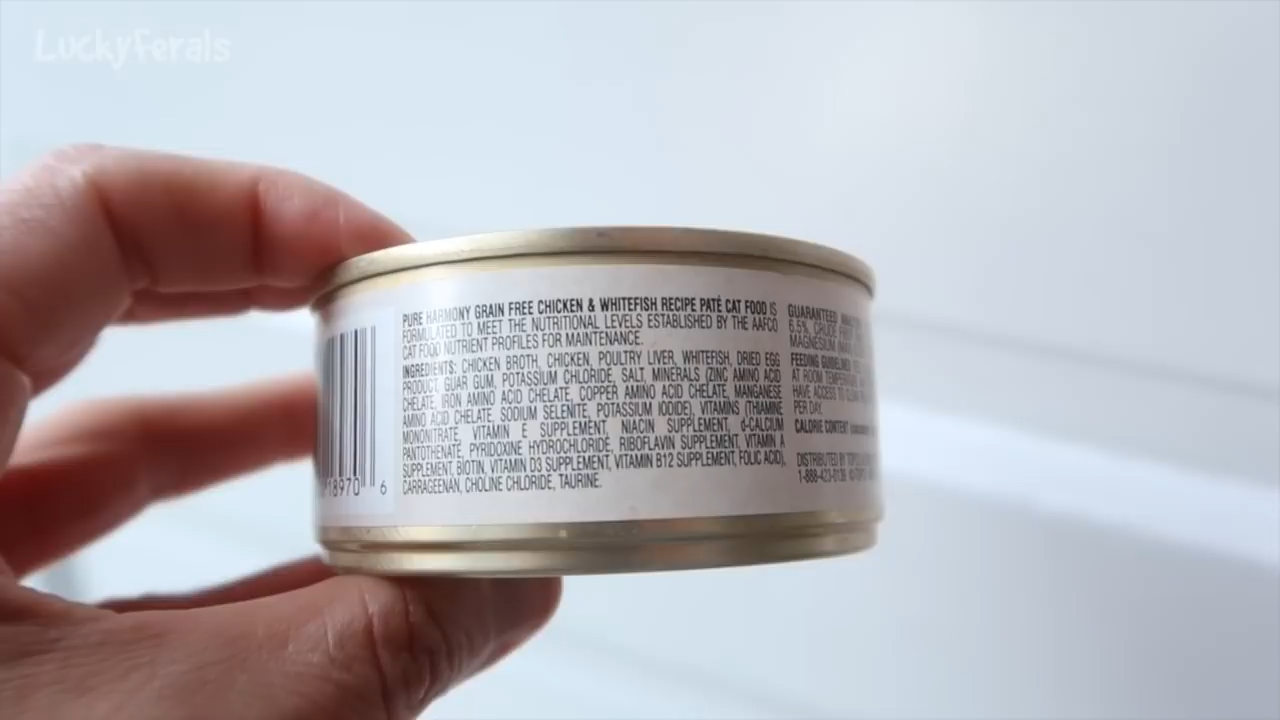 LuckyFerals
PURE HARMONY GRAIN FREE CHICKEN & WHITEFISH RECIPE PATÉ CAT FOOD IS
FORMULATED TO MEET THE NUTRITIONAL LEVELS ESTABLISHED BY THE AAFCO
CAT FOOD NUTRIENT PROFILES FOR MAINTENANCE.
INGREDIENTS: CHICKEN BROTH, CHICKEN, POULTRY LIVER, WHITEFISH, DRIED EGG
PRODUCT, GUAR GUM, POTASSIUM CHLORIDE, SALT, MINERALS (ZINC AMINO ACID
CHELATE, IRON AMINO ACID CHELATE, COPPER AMINO ACID CHELATE, MANGANESE
AMINO ACID CHELATE, SODIUM SELENITE, POTASSIUM IODIDE), VITAMINS (THIAMINE
MONONITRATE, VITAMIN E SUPPLEMENT, NIACIN SUPPLEMENT, d-CALCIUM
PANTOTHENATE, PYRIDOXINE HYDROCHLORIDE, RIBOFLAVIN SUPPLEMENT, VITAMIN A
SUPPLEMENT, BIOTIN, VITAMIN D3 SUPPLEMENT, VITAMIN B12 SUPPLEMENT, FOLIC ACID),
CARRAGEENAN, CHOLINE CHLORIDE, TAURINE.
18970 6
GUARANTEED
6.5%, CRUDE
MAGNESIUM
FEEDING GUIDELINES
AT ROOM
HAVE ACCESS TO
PER DAY.
CALORIE CONTENT
DISTRIBUTED BY
1-888-423-0139